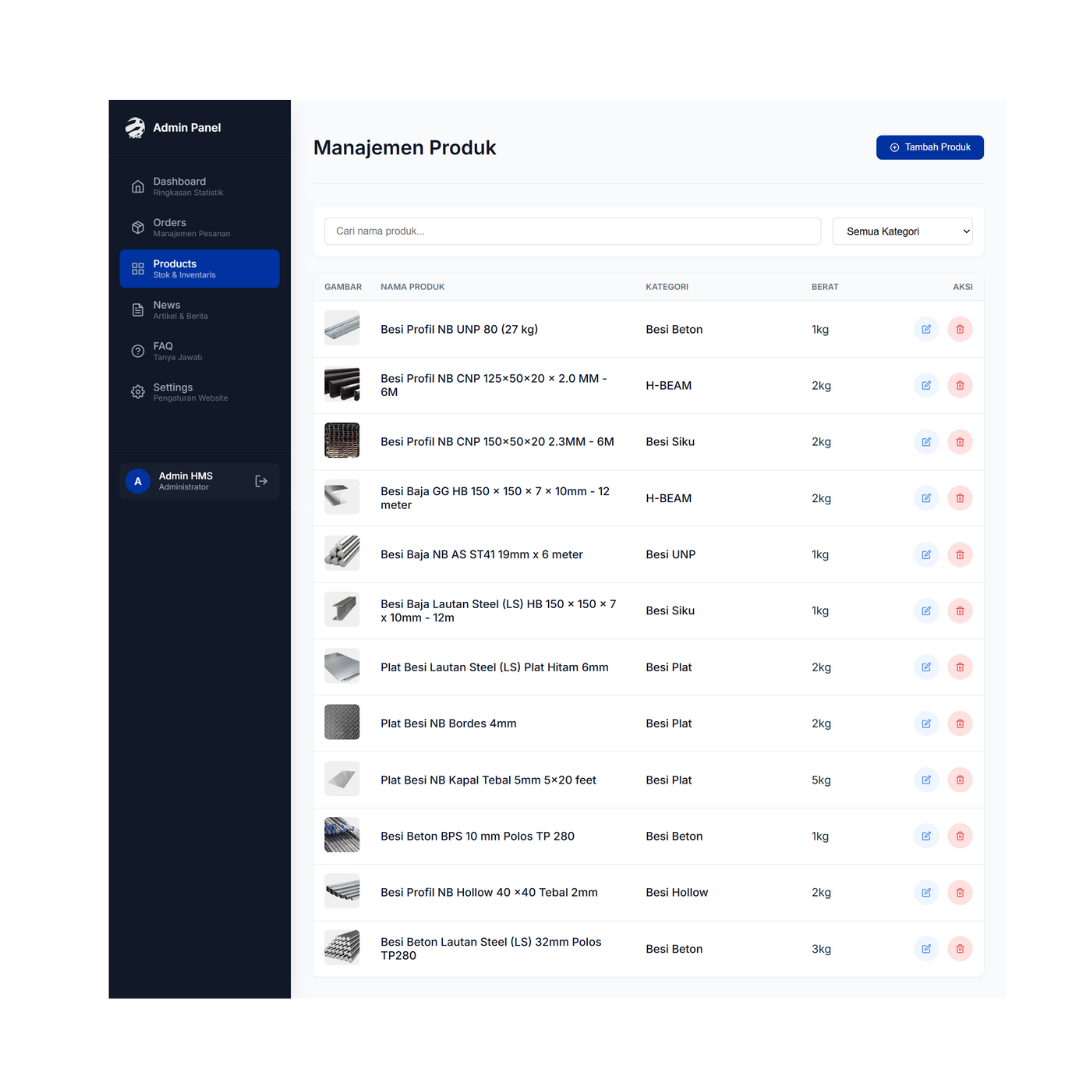 Admin Panel
Dashboard
Ringkasan Statistik
Orders
Manajemen Pesanan
Products
Stok & Inventaris
News
Artikel & Berita
FAQ
Tanya Jawab
Settings
Pengaturan Website
A
Admin HMS
Administrator
Manajemen Produk
Tambah Produk
Cari nama produk...
Semua Kategori
GAMBAR NAMA PRODUK KATEGORI BERAT AKSI
Besi Profil NB UNP 80 (27 kg) Besi Beton 1kg
Besi Profil NB CNP 125×50×20 × 2.0 MM -
6M
H-BEAM 2kg
Besi Profil NB CNP 150×50×20 2.3MM - 6M Besi Siku 2kg
Besi Baja GG HB 150 × 150 × 7 × 10mm - 12
meter
H-BEAM 2kg
Besi Baja NB AS ST41 19mm x 6 meter Besi UNP 1kg
Besi Baja Lautan Steel (LS) HB 150 × 150 × 7
x 10mm - 12m
Besi Siku 1kg
Plat Besi Lautan Steel (LS) Plat Hitam 6mm Besi Plat 2kg
Plat Besi NB Bordes 4mm Besi Plat 2kg
Plat Besi NB Kapal Tebal 5mm 5×20 feet Besi Plat 5kg
Besi Beton BPS 10 mm Polos TP 280 Besi Beton 1kg
Besi Profil NB Hollow 40 ×40 Tebal 2mm Besi Hollow 2kg
Besi Beton Lautan Steel (LS) 32mm Polos
TP280
Besi Beton 3kg